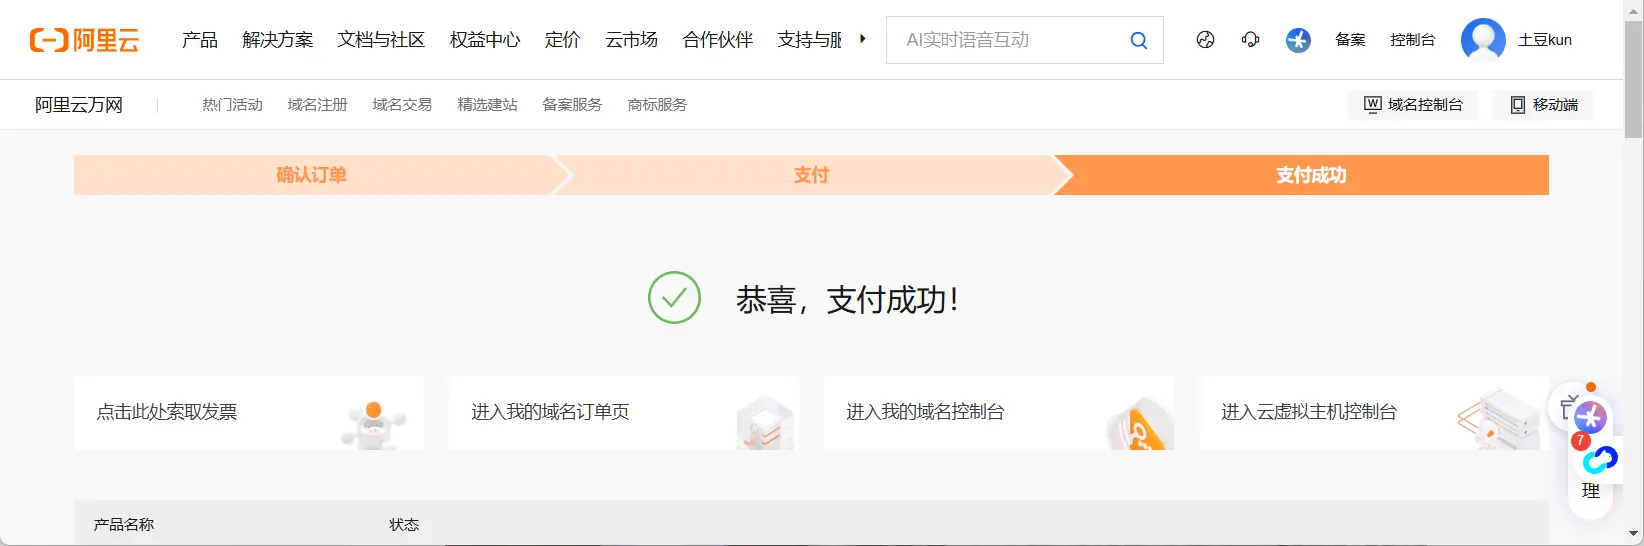 阿里云 产品 解决方案 文档与社区 权益中心 定价 云市场 合作伙伴 支持与服 AI实时语音互动 备案 控制台 土豆kun
阿里云万网 热门活动 域名注册 域名交易 精选建站 备案服务 商标服务 域名控制台 移动端
确认订单 支付 支付成功
恭喜，支付成功！
点击此处索取发票 进入我的域名订单页 进入我的域名控制台 进入云虚拟主机控制台
7
理
产品名称 状态